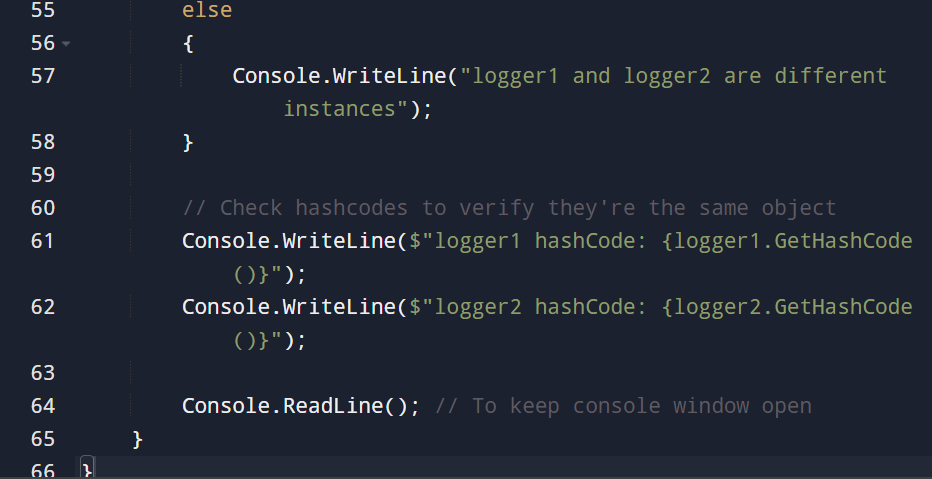 55 else
56 {
57 Console.WriteLine("logger1 and logger2 are different
instances");
58 }
59
60 // Check hashcodes to verify they're the same object
61 Console.WriteLine($"logger1 hashCode: {logger1.GetHashCode
()}");
62 Console.WriteLine($"logger2 hashCode: {logger2.GetHashCode
()}");
63
64 Console.ReadLine(); // To keep console window open
65 }
66 }